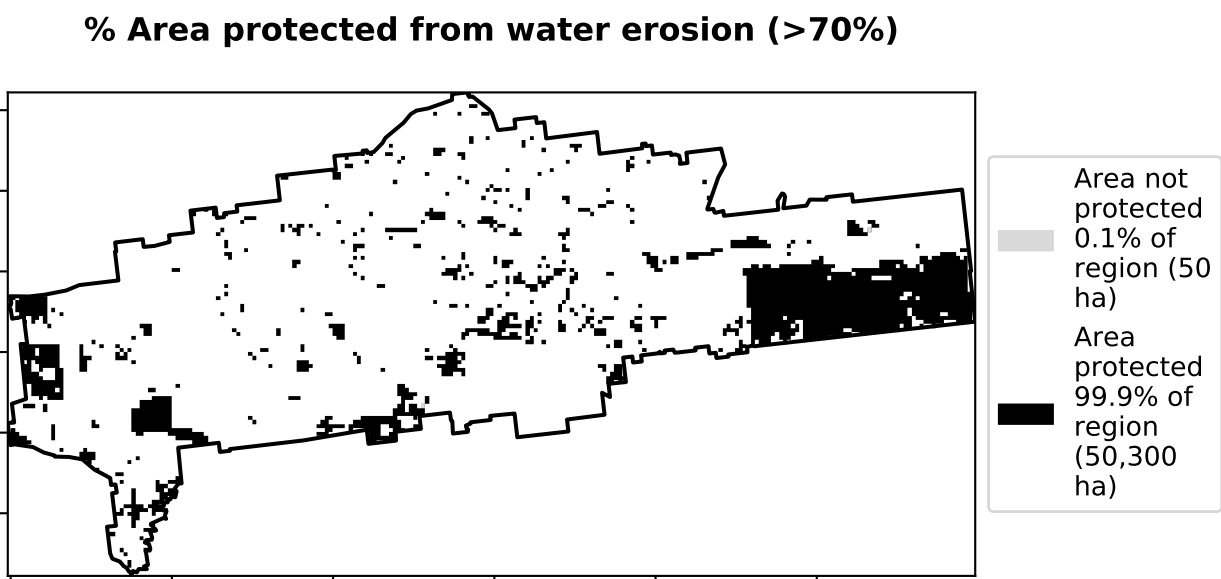 % Area protected from water erosion (>70%)
Area not
protected
0.1% of
region (50
ha)
Area
protected
99.9% of
region
(50,300
ha)